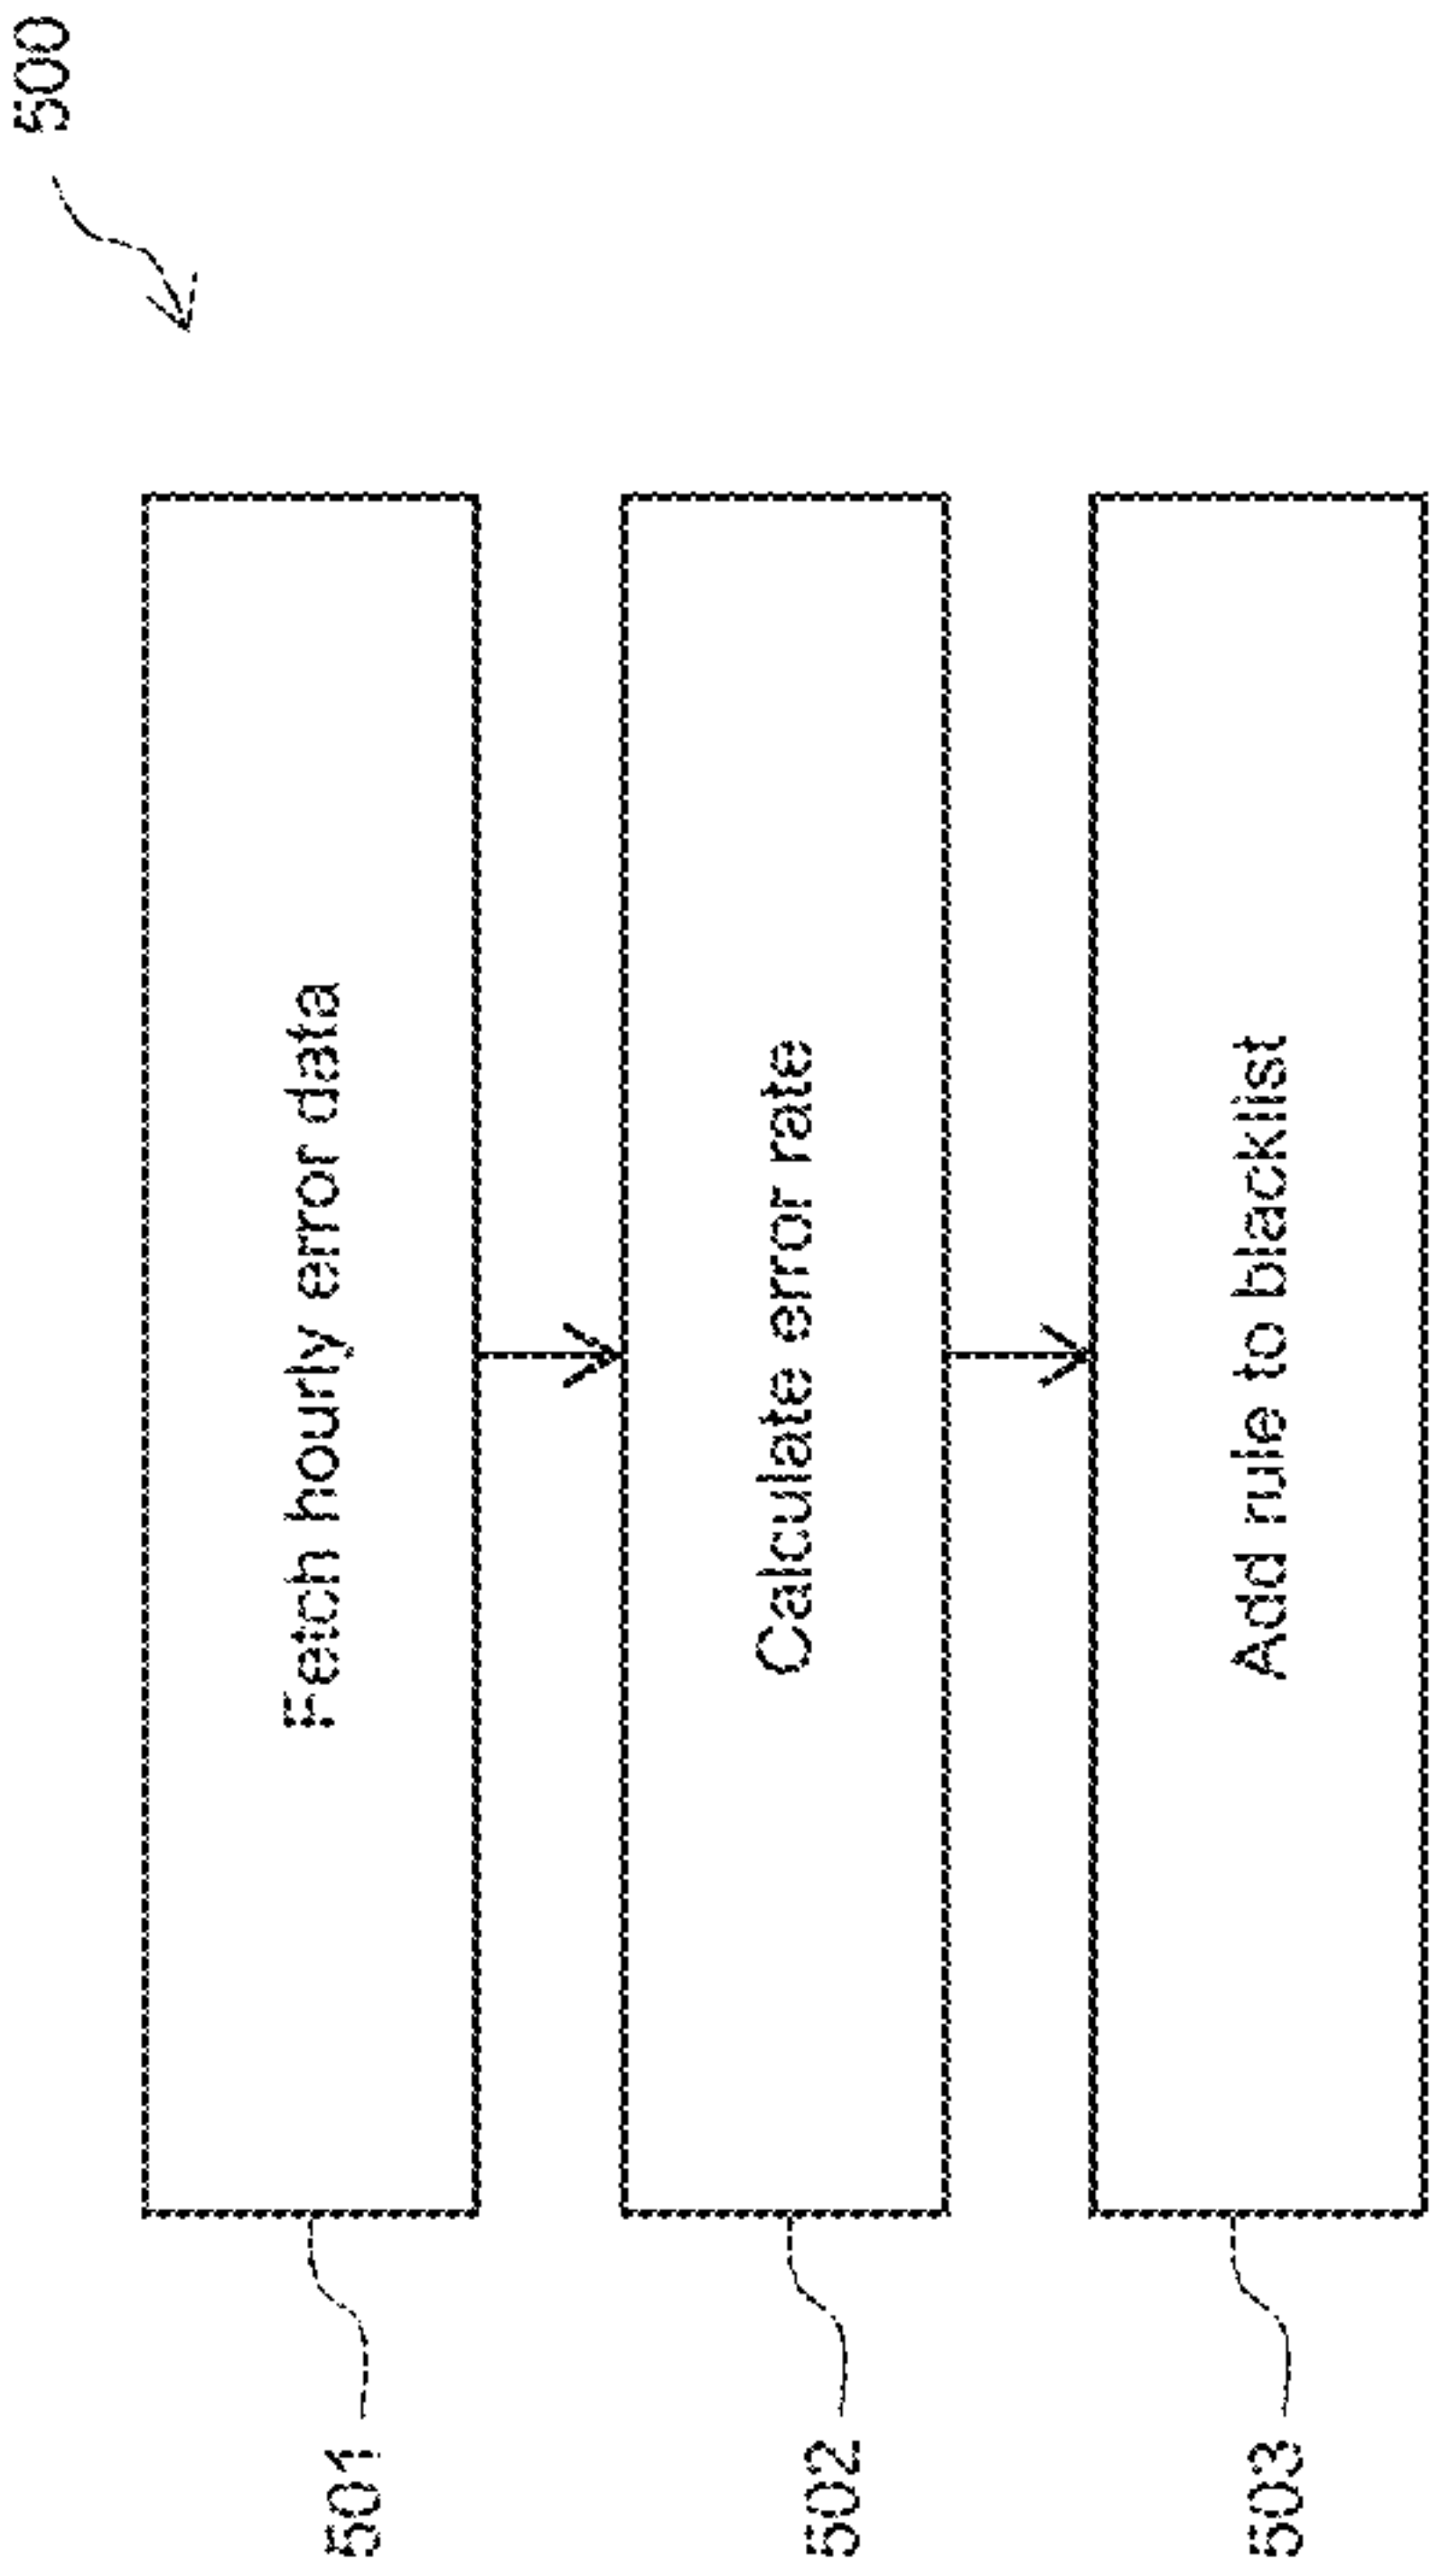 500
501
Fetch hourly error data
502
Calculate error rate
503
Add rule to blacklist